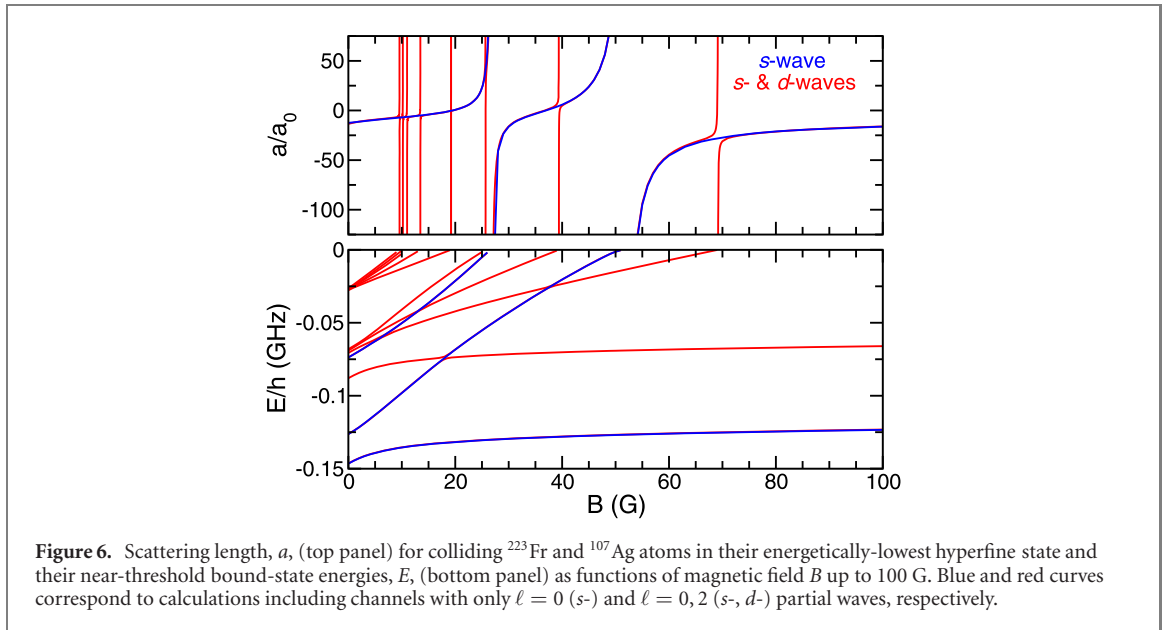 50
0
-50
-100
a/a0
s-wave
s- & d-waves
0
-0.05
-0.1
-0.15
E/h (GHz)
0 20 40 60 80 100
B (G)
Figure 6. Scattering length, a, (top panel) for colliding 223Fr and 107Ag atoms in their energetically-lowest hyperfine state and
their near-threshold bound-state energies, E, (bottom panel) as functions of magnetic field B up to 100 G. Blue and red curves
correspond to calculations including channels with only ℓ = 0 (s-) and ℓ = 0, 2 (s-, d-) partial waves, respectively.